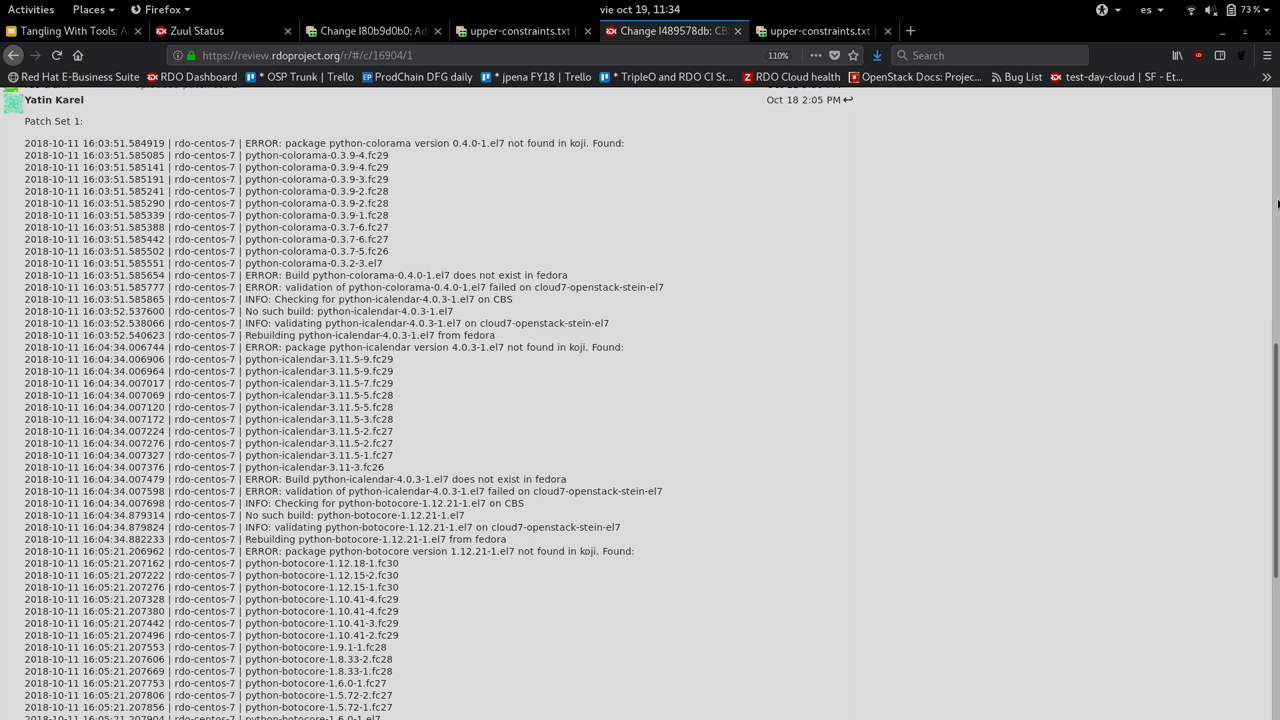 Activities Places Firefox vie oct 19, 11:34 es 73 %
Tangling With Tools: A Zuul Status Change I80b9d0b0: Ad upper-constraints.txt Change I489578db: CB upper-constraints.txt
https://review.rdoproject.org/r/#/c/16904/1 110% Search
Red Hat E-Business Suite RDO Dashboard * OSP Trunk | Trello ProdChain DFG daily * jpena FY18 | Trello * TripleO and RDO CI St... RDO Cloud health OpenStack Docs: Projec... Bug List test-day-cloud | SF - Et...
Yatin Karel Oct 18 2:05 PM
Patch Set 1:
2018-10-11 16:03:51.584919 | rdo-centos-7 | ERROR: package python-colorama version 0.4.0-1.el7 not found in koji. Found:
2018-10-11 16:03:51.585085 | rdo-centos-7 | python-colorama-0.3.9-4.fc29
2018-10-11 16:03:51.585141 | rdo-centos-7 | python-colorama-0.3.9-4.fc29
2018-10-11 16:03:51.585191 | rdo-centos-7 | python-colorama-0.3.9-3.fc29
2018-10-11 16:03:51.585241 | rdo-centos-7 | python-colorama-0.3.9-2.fc28
2018-10-11 16:03:51.585290 | rdo-centos-7 | python-colorama-0.3.9-2.fc28
2018-10-11 16:03:51.585339 | rdo-centos-7 | python-colorama-0.3.9-1.fc28
2018-10-11 16:03:51.585388 | rdo-centos-7 | python-colorama-0.3.7-6.fc27
2018-10-11 16:03:51.585442 | rdo-centos-7 | python-colorama-0.3.7-6.fc27
2018-10-11 16:03:51.585502 | rdo-centos-7 | python-colorama-0.3.7-5.fc26
2018-10-11 16:03:51.585551 | rdo-centos-7 | python-colorama-0.3.2-3.el7
2018-10-11 16:03:51.585654 | rdo-centos-7 | ERROR: Build python-colorama-0.4.0-1.el7 does not exist in fedora
2018-10-11 16:03:51.585777 | rdo-centos-7 | ERROR: validation of python-colorama-0.4.0-1.el7 failed on cloud7-openstack-stein-el7
2018-10-11 16:03:51.585865 | rdo-centos-7 | INFO: Checking for python-icalendar-4.0.3-1.el7 on CBS
2018-10-11 16:03:52.537600 | rdo-centos-7 | No such build: python-icalendar-4.0.3-1.el7
2018-10-11 16:03:52.538066 | rdo-centos-7 | INFO: validating python-icalendar-4.0.3-1.el7 on cloud7-openstack-stein-el7
2018-10-11 16:03:52.540623 | rdo-centos-7 | Rebuilding python-icalendar-4.0.3-1.el7 from fedora
2018-10-11 16:04:34.006744 | rdo-centos-7 | ERROR: package python-icalendar version 4.0.3-1.el7 not found in koji. Found:
2018-10-11 16:04:34.006906 | rdo-centos-7 | python-icalendar-3.11.5-9.fc29
2018-10-11 16:04:34.006964 | rdo-centos-7 | python-icalendar-3.11.5-9.fc29
2018-10-11 16:04:34.007017 | rdo-centos-7 | python-icalendar-3.11.5-7.fc29
2018-10-11 16:04:34.007069 | rdo-centos-7 | python-icalendar-3.11.5-5.fc28
2018-10-11 16:04:34.007120 | rdo-centos-7 | python-icalendar-3.11.5-5.fc28
2018-10-11 16:04:34.007172 | rdo-centos-7 | python-icalendar-3.11.5-3.fc28
2018-10-11 16:04:34.007224 | rdo-centos-7 | python-icalendar-3.11.5-2.fc27
2018-10-11 16:04:34.007276 | rdo-centos-7 | python-icalendar-3.11.5-2.fc27
2018-10-11 16:04:34.007327 | rdo-centos-7 | python-icalendar-3.11.5-1.fc27
2018-10-11 16:04:34.007376 | rdo-centos-7 | python-icalendar-3.11-3.fc26
2018-10-11 16:04:34.007479 | rdo-centos-7 | ERROR: Build python-icalendar-4.0.3-1.el7 does not exist in fedora
2018-10-11 16:04:34.007598 | rdo-centos-7 | ERROR: validation of python-icalendar-4.0.3-1.el7 failed on cloud7-openstack-stein-el7
2018-10-11 16:04:34.007698 | rdo-centos-7 | INFO: Checking for python-botocore-1.12.21-1.el7 on CBS
2018-10-11 16:04:34.879314 | rdo-centos-7 | No such build: python-botocore-1.12.21-1.el7
2018-10-11 16:04:34.879824 | rdo-centos-7 | INFO: validating python-botocore-1.12.21-1.el7 on cloud7-openstack-stein-el7
2018-10-11 16:04:34.882233 | rdo-centos-7 | Rebuilding python-botocore-1.12.21-1.el7 from fedora
2018-10-11 16:05:21.206962 | rdo-centos-7 | ERROR: package python-botocore version 1.12.21-1.el7 not found in koji. Found:
2018-10-11 16:05:21.207162 | rdo-centos-7 | python-botocore-1.12.18-1.fc30
2018-10-11 16:05:21.207222 | rdo-centos-7 | python-botocore-1.12.15-2.fc30
2018-10-11 16:05:21.207276 | rdo-centos-7 | python-botocore-1.12.15-1.fc30
2018-10-11 16:05:21.207328 | rdo-centos-7 | python-botocore-1.10.41-4.fc29
2018-10-11 16:05:21.207380 | rdo-centos-7 | python-botocore-1.10.41-4.fc29
2018-10-11 16:05:21.207442 | rdo-centos-7 | python-botocore-1.10.41-3.fc29
2018-10-11 16:05:21.207496 | rdo-centos-7 | python-botocore-1.10.41-2.fc29
2018-10-11 16:05:21.207553 | rdo-centos-7 | python-botocore-1.9.1-1.fc28
2018-10-11 16:05:21.207606 | rdo-centos-7 | python-botocore-1.8.33-2.fc28
2018-10-11 16:05:21.207669 | rdo-centos-7 | python-botocore-1.8.33-1.fc28
2018-10-11 16:05:21.207753 | rdo-centos-7 | python-botocore-1.6.0-1.fc27
2018-10-11 16:05:21.207806 | rdo-centos-7 | python-botocore-1.5.72-2.fc27
2018-10-11 16:05:21.207856 | rdo-centos-7 | python-botocore-1.5.72-1.fc27
2018-10-11 16:05:21.207904 | rdo-centos-7 | python-botocore-1.6.0-1.el7